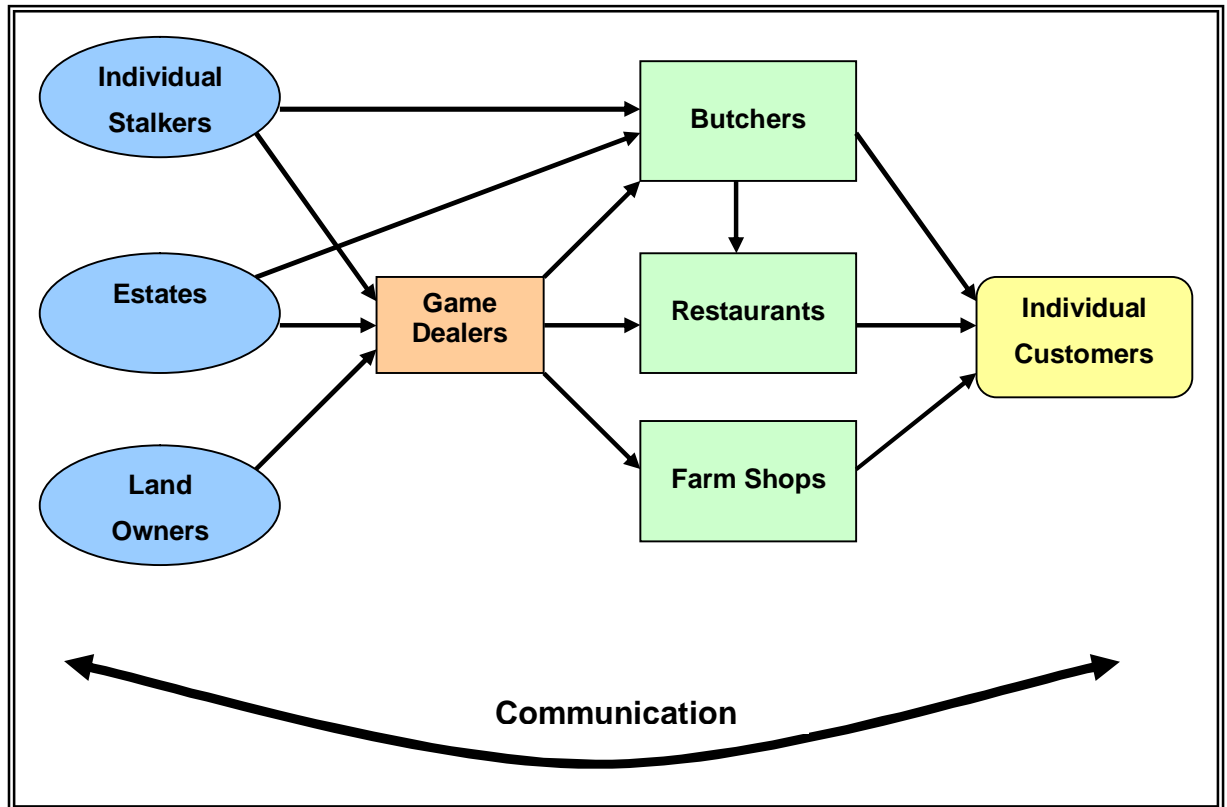 Individual
Stalkers
Butchers
Estates
Game
Dealers
Restaurants
Individual
Customers
Land
Owners
Farm Shops
Communication